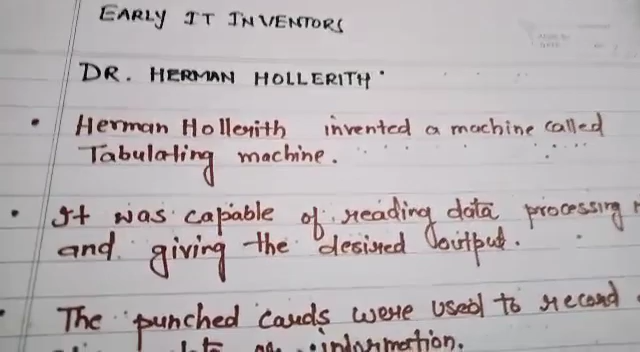 EARLY IT INVENTORS
DR. HERMAN HOLLERITH
• Herman Hollerith invented a machine called
Tabulating machine.
• It was capable of reading data processing
and giving the desired output.
• The punched cards were used to record
information.